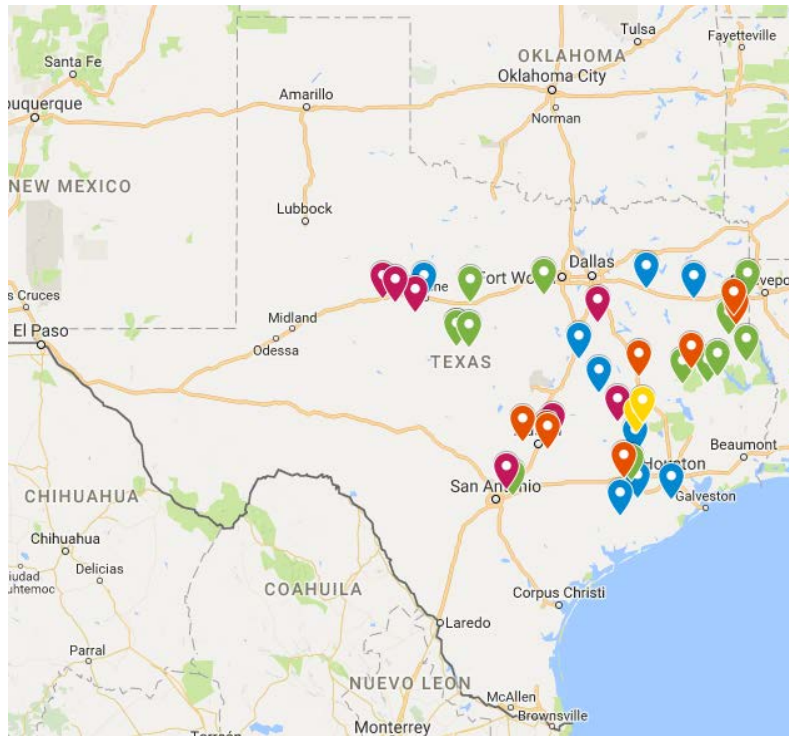 Tulsa
Fayetteville
Santa Fe
OKLAHOMA
Oklahoma City
Amarillo
buquerque
Norman
NEW MEXICO
Lubbock
Dallas
Fort Wo
s Cruces
Midland
El Paso
Odessa
TEXAS
Beaumont
Houston
San Antonio
CHIHUAHUA
Galveston
Chihuahua
Delicias
COAHUILA
Corpus Christi
Laredo
Parral
NUEVO LEON
McAllen
Brownsville
Monterrey